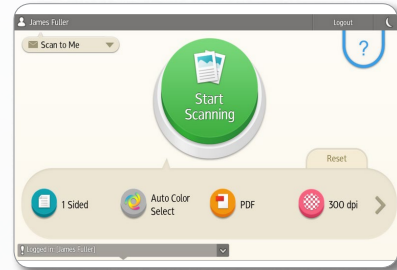 James Fuller
Logout
Scan to Me
?
Start
Scanning
Reset
1 Sided
Auto Color
Select
PDF
300 dpi
Logged in: [James Fuller]